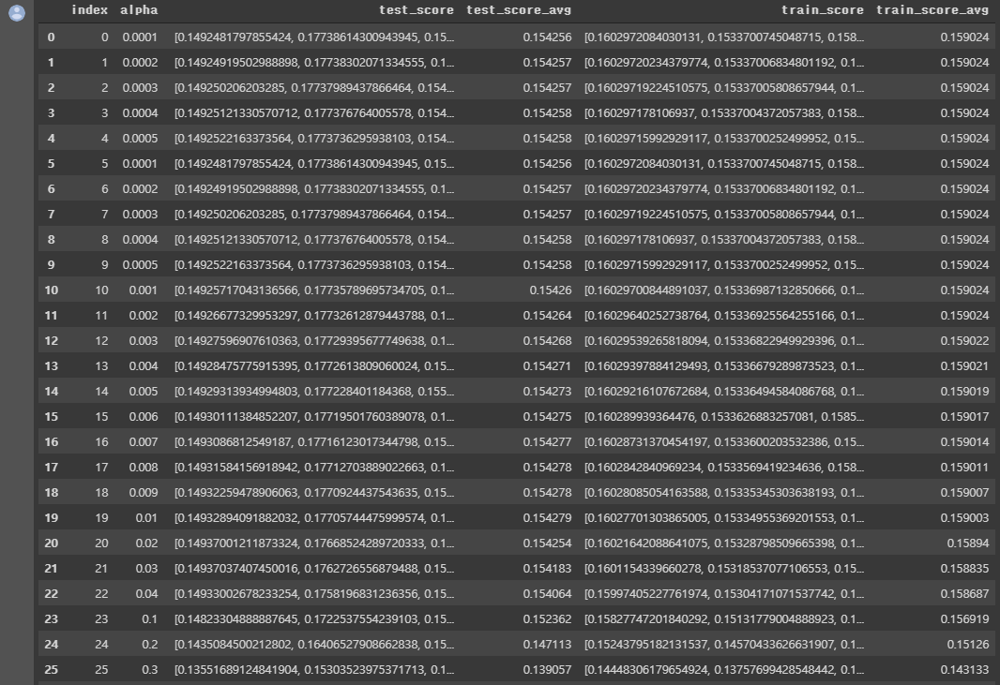 index alpha test_score test_score_avg train_score train_score_avg
0 0 0.0001 [0.1492481797855424, 0.17738614300943945, 0.15... 0.154256 [0.1602972084030131, 0.1533700745048715, 0.158... 0.159024
1 1 0.0002 [0.14924919502988898, 0.17738302071334555, 0.1... 0.154257 [0.16029720234379774, 0.15337006834801192, 0.1... 0.159024
2 2 0.0003 [0.149250206203285, 0.17737989437866464, 0.154... 0.154257 [0.16029719224510575, 0.15337005808657944, 0.1... 0.159024
3 3 0.0004 [0.14925121330570712, 0.177376764005578, 0.154... 0.154258 [0.160297178106937, 0.15337004372057383, 0.158... 0.159024
4 4 0.0005 [0.1492522163373564, 0.1773736295938103, 0.154... 0.154258 [0.16029715992929117, 0.1533700252499952, 0.15... 0.159024
5 5 0.0001 [0.1492481797855424, 0.17738614300943945, 0.15... 0.154256 [0.1602972084030131, 0.1533700745048715, 0.158... 0.159024
6 6 0.0002 [0.14924919502988898, 0.17738302071334555, 0.1... 0.154257 [0.16029720234379774, 0.15337006834801192, 0.1... 0.159024
7 7 0.0003 [0.149250206203285, 0.17737989437866464, 0.154... 0.154257 [0.16029719224510575, 0.15337005808657944, 0.1... 0.159024
8 8 0.0004 [0.14925121330570712, 0.177376764005578, 0.154... 0.154258 [0.160297178106937, 0.15337004372057383, 0.158... 0.159024
9 9 0.0005 [0.1492522163373564, 0.1773736295938103, 0.154... 0.154258 [0.16029715992929117, 0.1533700252499952, 0.15... 0.159024
10 10 0.001 [0.14925717043136566, 0.17735789695734705, 0.1... 0.15426 [0.16029700844891037, 0.15336987132850666, 0.1... 0.159024
11 11 0.002 [0.14926677329953297, 0.17732612879443788, 0.1... 0.154264 [0.16029640252738764, 0.15336925564255166, 0.1... 0.159024
12 12 0.003 [0.14927596907610363, 0.17729395677749638, 0.1... 0.154268 [0.16029539265818094, 0.15336822949929396, 0.1... 0.159022
13 13 0.004 [0.14928475775915395, 0.1772613809060024, 0.15... 0.154271 [0.16029397884129493, 0.15336679289873523, 0.1... 0.159021
14 14 0.005 [0.14929313934994803, 0.177228401184368, 0.155... 0.154273 [0.16029216107672684, 0.15336494584086768, 0.1... 0.159019
15 15 0.006 [0.14930111384852207, 0.17719501760389078, 0.1... 0.154275 [0.160289939364476, 0.1533626883257081, 0.1585... 0.159017
16 16 0.007 [0.1493086812549187, 0.17716123017344798, 0.15... 0.154277 [0.16028731370454197, 0.1533600203532386, 0.15... 0.159014
17 17 0.008 [0.14931584156918942, 0.17712703889022663, 0.1... 0.154278 [0.1602842840969234, 0.1533569419234636, 0.158... 0.159011
18 18 0.009 [0.14932259478906063, 0.1770924437543635, 0.15... 0.154278 [0.16028085054163588, 0.15335345303638193, 0.1... 0.159007
19 19 0.01 [0.14932894091882032, 0.17705744475999574, 0.1... 0.154279 [0.16027701303865005, 0.15334955369201553, 0.1... 0.159003
20 20 0.02 [0.14937001211873324, 0.17668524289720333, 0.1... 0.154254 [0.16021642088641075, 0.15328798509665398, 0.1... 0.15894
21 21 0.03 [0.14937037407450016, 0.1762726556879488, 0.15... 0.154183 [0.1601154339660278, 0.15318537077106553, 0.15... 0.158835
22 22 0.04 [0.14933002678233254, 0.1758196831236356, 0.15... 0.154064 [0.15997405227761974, 0.15304171071537742, 0.1... 0.158687
23 23 0.1 [0.14823304888887645, 0.1722537554239103, 0.15... 0.152362 [0.15827747201840292, 0.15131779004888923, 0.1... 0.156919
24 24 0.2 [0.1435084500212802, 0.16406527908662838, 0.15... 0.147113 [0.15243795182131537, 0.14570433626631907, 0.1... 0.15126
25 25 0.3 [0.13551689124841904, 0.15303523975371713, 0.1... 0.139057 [0.14448306179654924, 0.13757699428548442, 0.1... 0.143133